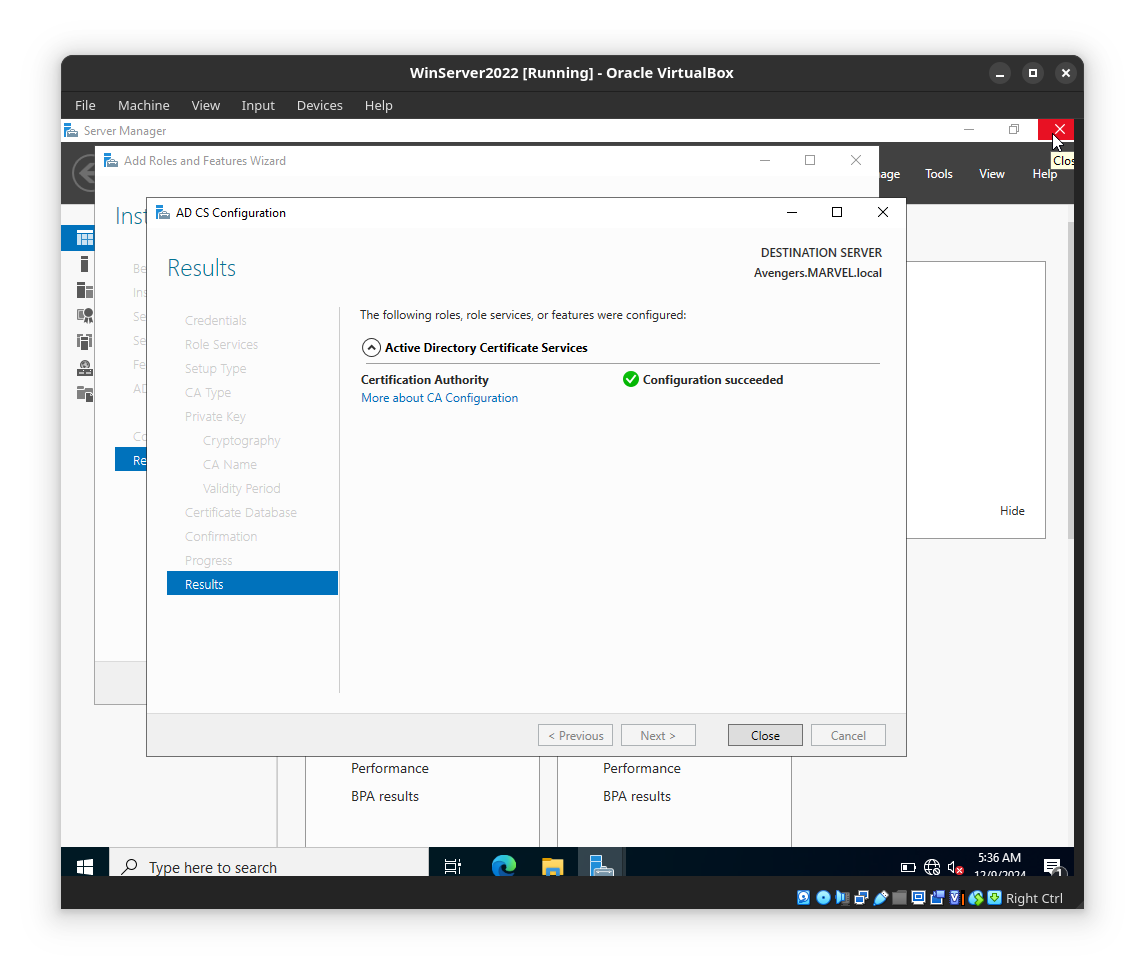 WinServer2022 [Running] - Oracle VirtualBox
File Machine View Input Devices Help
Server Manager
Clos
Add Roles and Features Wizard
age Tools View Help
Inst
AD CS Configuration
DESTINATION SERVER
Avengers.MARVEL.local
Results
Be
Ins
Se
Se
Fe
AD
Co
Re
Credentials
Role Services
Setup Type
CA Type
Private Key
Cryptography
CA Name
Validity Period
Certificate Database
Confirmation
Progress
Results
The following roles, role services, or features were configured:
Active Directory Certificate Services
Certification Authority
Configuration succeeded
More about CA Configuration
Hide
< Previous Next > Close Cancel
Performance
BPA results
Performance
BPA results
Type here to search
5:36 AM
12/9/2024
1
Right Ctrl